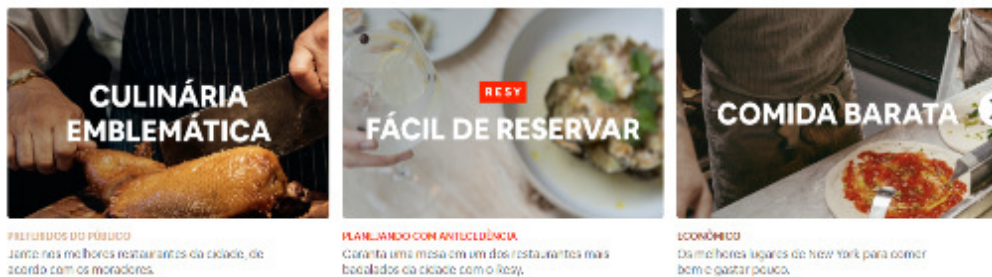 CULINÁRIA
EMBLEMÁTICA
PREFERIDOS DO PÚBLICO
Jante nos melhores restaurantes da cidade, de
acordo com os moradores.
RESY
FÁCIL DE RESERVAR
PLANEJANDO COM ANTECEDÊNCIA
Garanta uma mesa em um dos restaurantes mais
badalados da cidade com o Resy.
COMIDA BARATA
ECONÔMICO
Os melhores lugares de New York para comer
bem e gastar pouco.